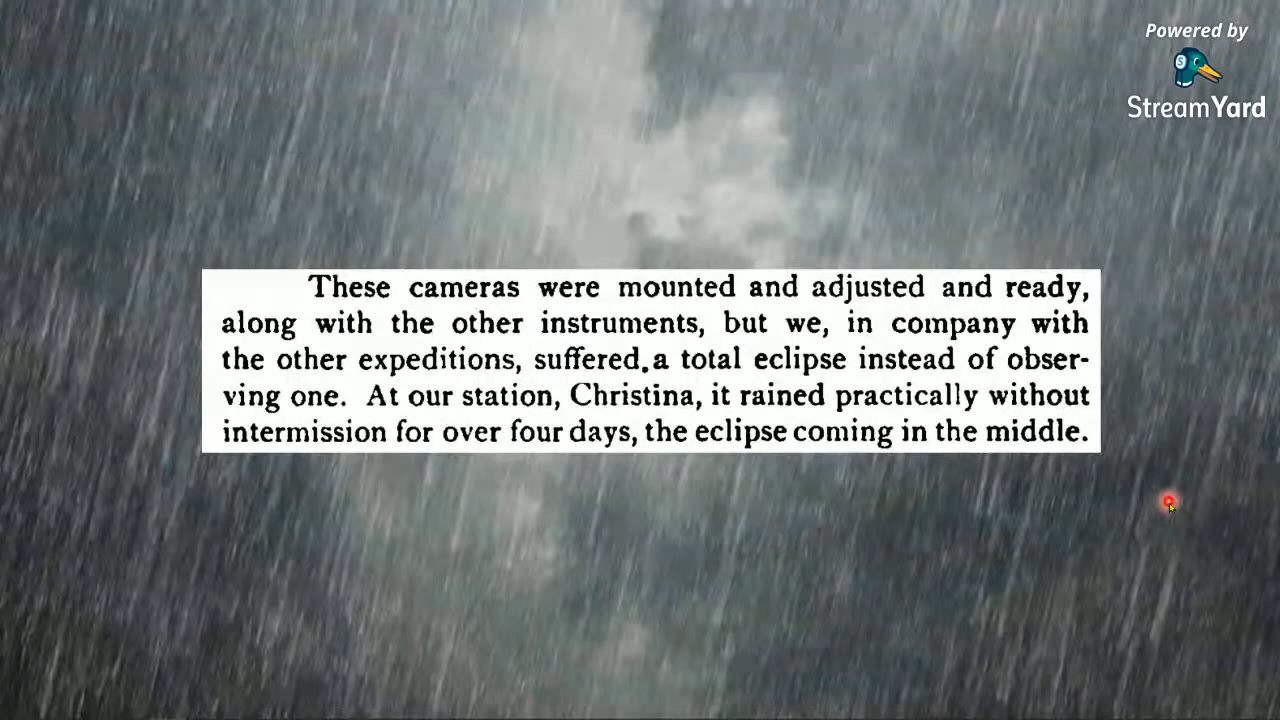 Powered by
StreamYard
These cameras were mounted and adjusted and ready,
along with the other instruments, but we, in company with
the other expeditions, suffered.a total eclipse instead of obser-
ving one. At our station, Christina, it rained practically without
intermission for over four days, the eclipse coming in the middle.